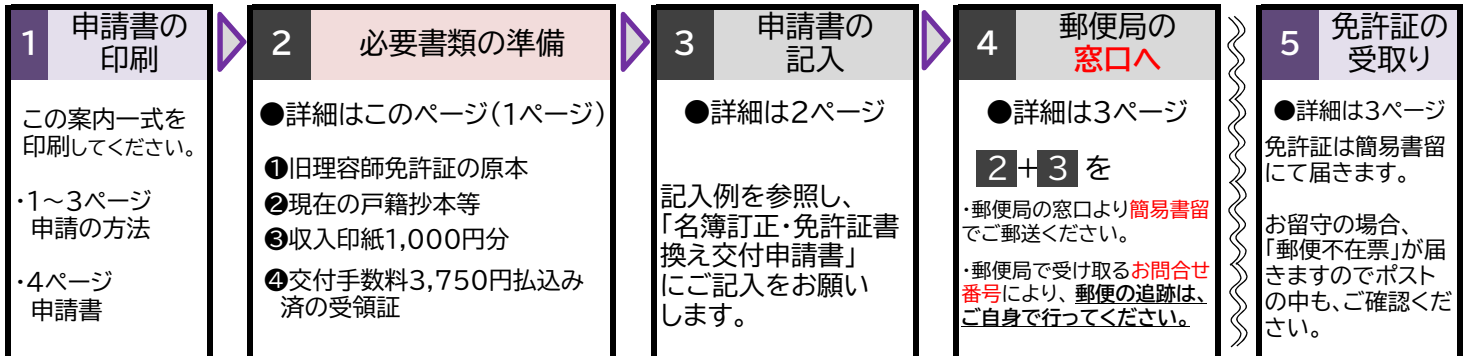 1
申請書の
印刷
この案内一式を
印刷してください。
・1～3ページ
申請の方法
・4ページ
申請書
2
必要書類の準備
●詳細はこのページ(1ページ)
❶旧理容師免許証の原本
❷現在の戸籍抄本等
❸収入印紙1,000円分
❹交付手数料3,750円払込み
済の受領証
3
申請書の
記入
●詳細は2ページ
記入例を参照し、
「名簿訂正・免許証書
換え交付申請書」
にご記入をお願い
します。
4
郵便局の
窓口へ
●詳細は3ページ
2+3を
・郵便局の窓口より簡易書留
でご郵送ください。
・郵便局で受け取るお問合せ
番号により、郵便の追跡は、
ご自身で行ってください。
5
免許証の
受取り
●詳細は3ページ
免許証は簡易書留
にて届きます。
お留守の場合、
「郵便不在票」が届
きますのでポスト
の中も、ご確認くだ
さい。